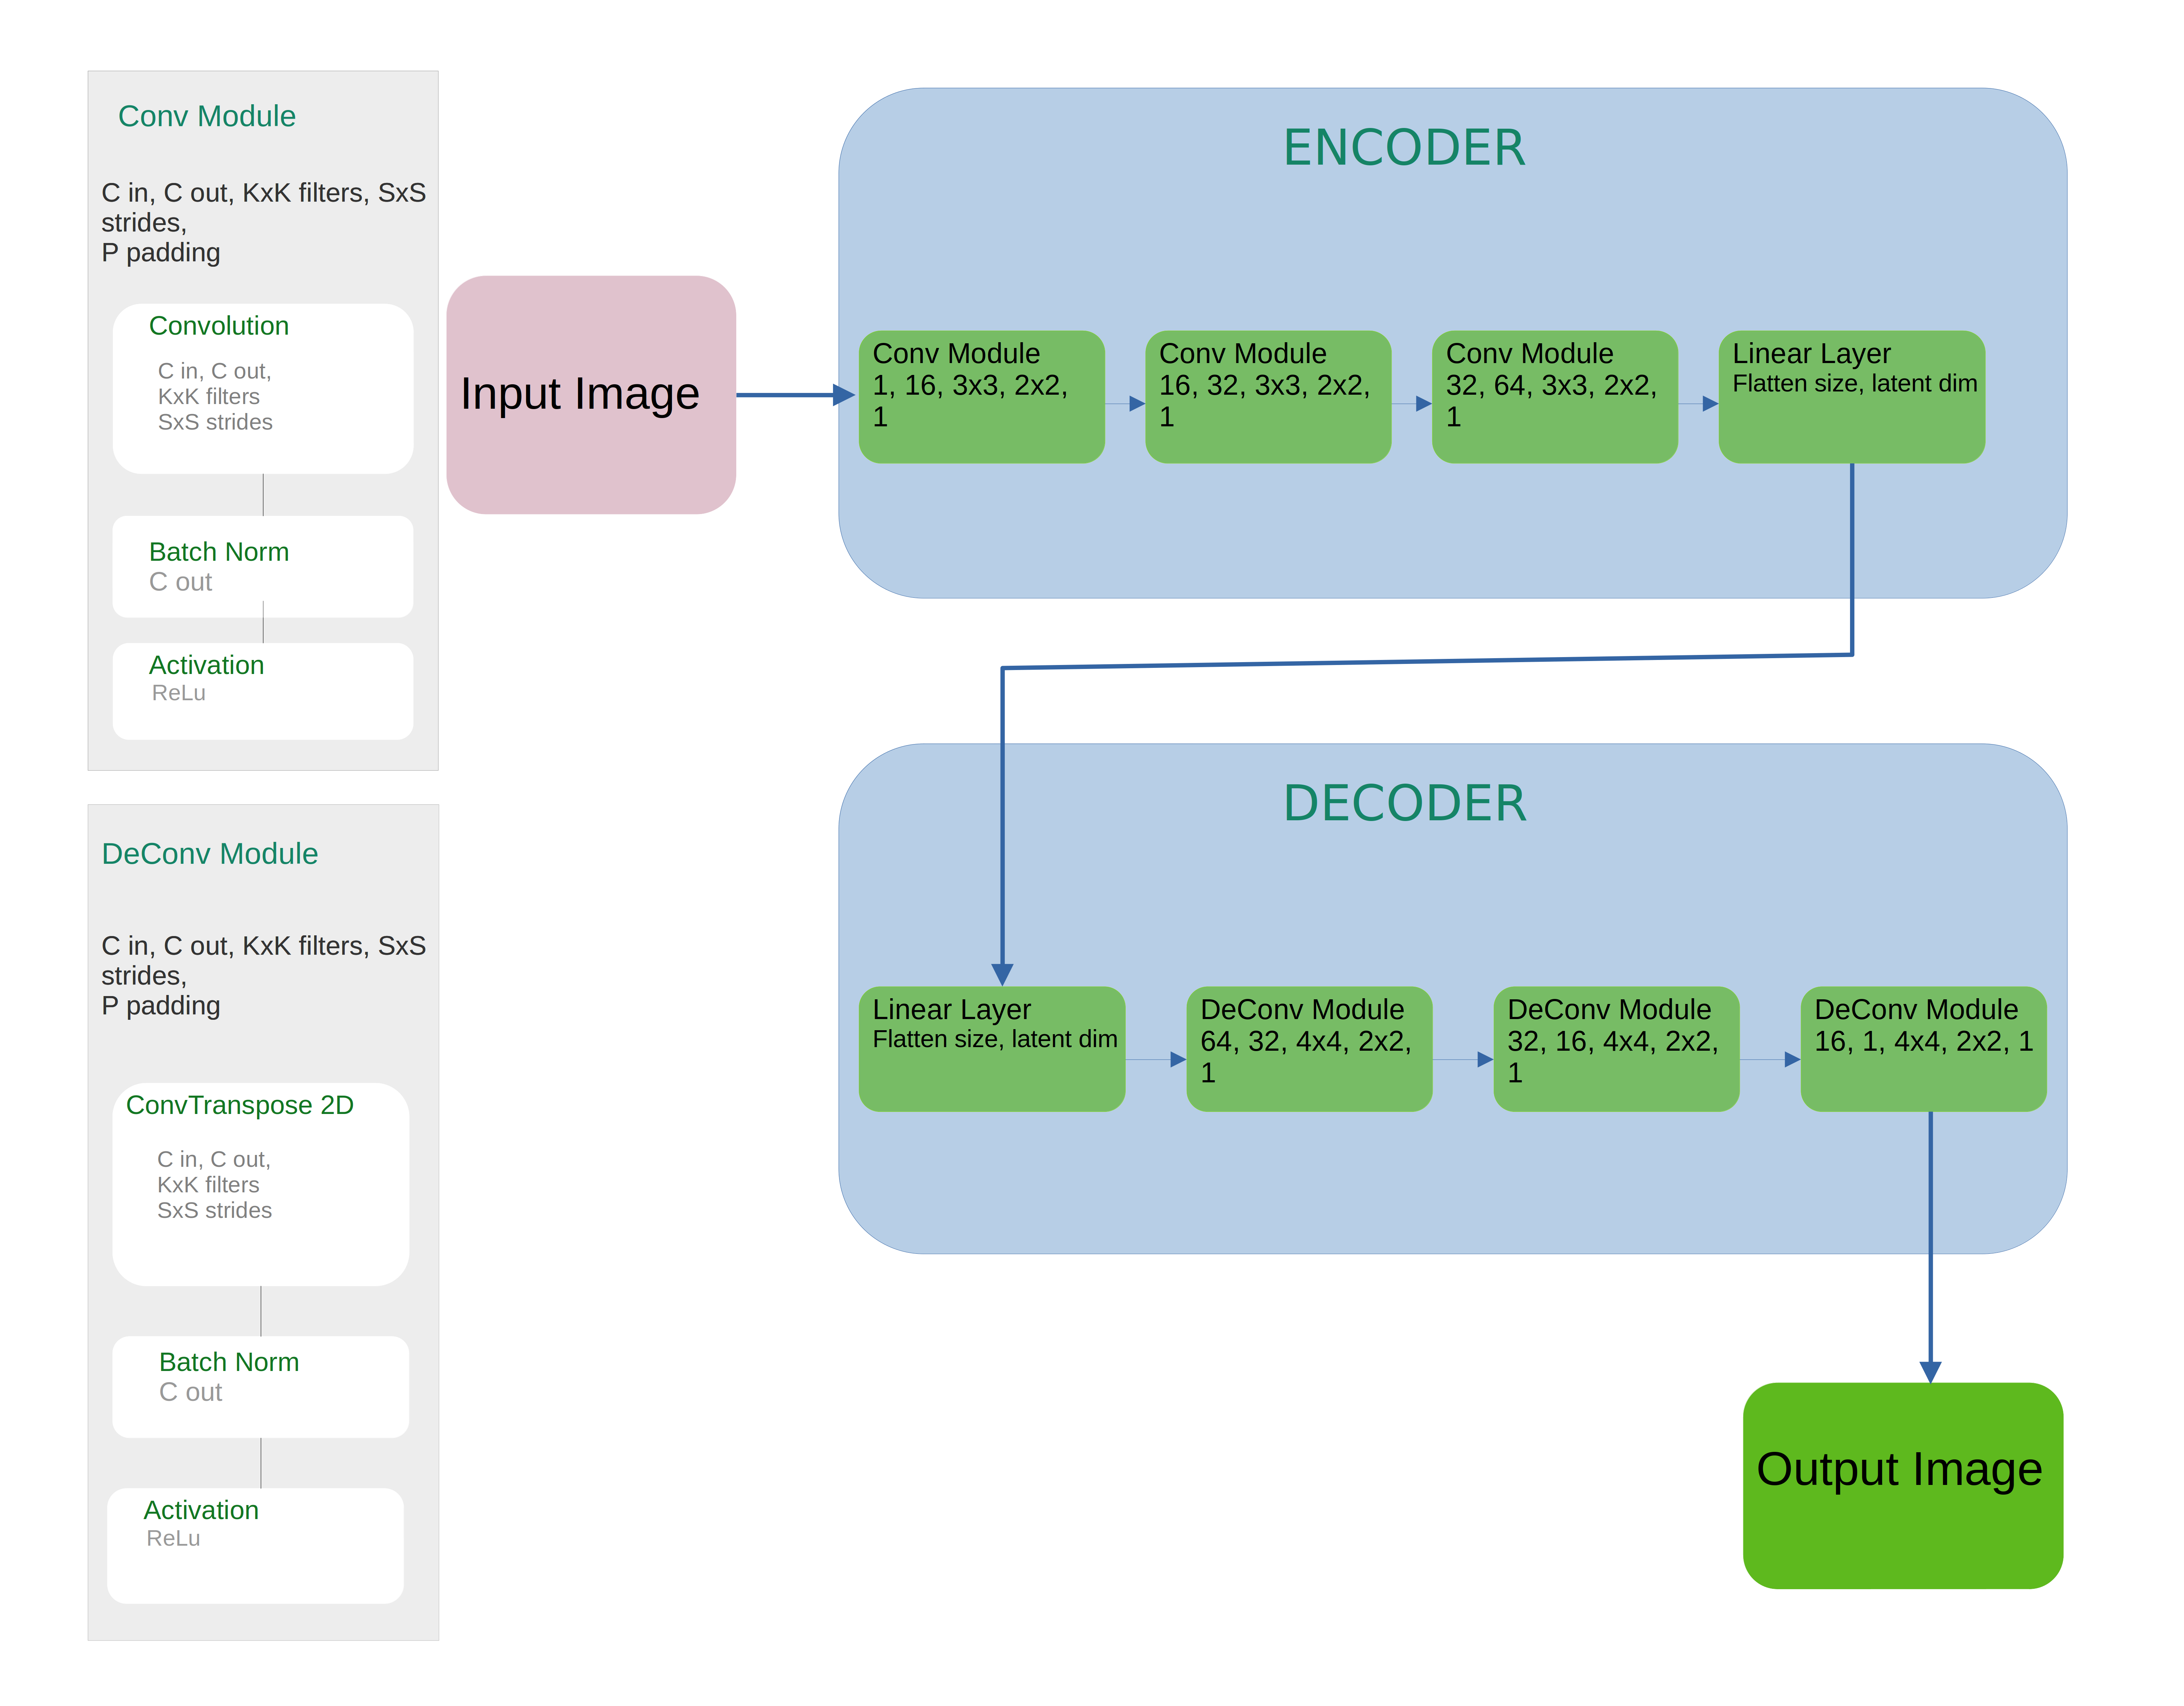 Conv Module
C in, C out, KxK filters, SxS
strides,
P padding
Convolution
C in, C out,
KxK filters
SxS strides
Batch Norm
C out
Activation
ReLu
DeConv Module
C in, C out, KxK filters, SxS
strides,
P padding
ConvTranspose 2D
C in, C out,
KxK filters
SxS strides
Batch Norm
C out
Activation
ReLu
Input Image
ENCODER
Conv Module
1, 16, 3x3, 2x2,
1
Conv Module
16, 32, 3x3, 2x2,
1
Conv Module
32, 64, 3x3, 2x2,
1
Linear Layer
Flatten size, latent dim
DECODER
Linear Layer
Flatten size, latent dim
DeConv Module
64, 32, 4x4, 2x2,
1
DeConv Module
32, 16, 4x4, 2x2,
1
DeConv Module
16, 1, 4x4, 2x2, 1
Output Image